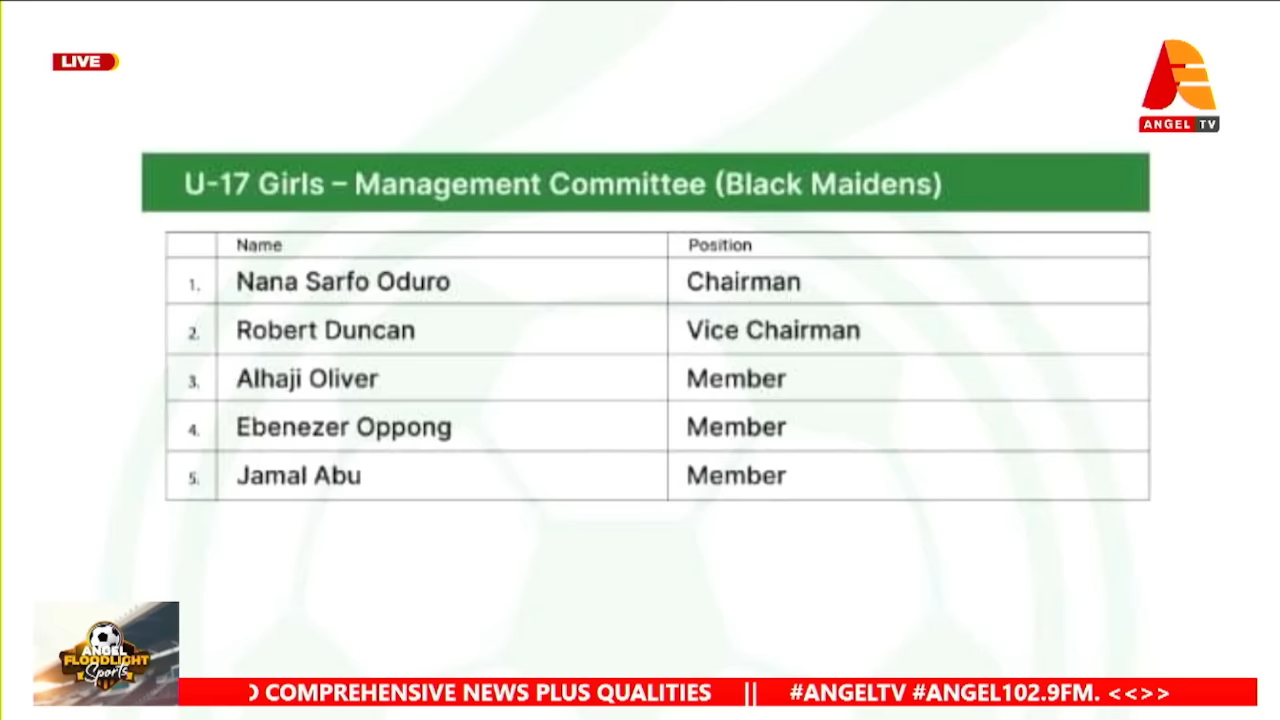 LIVE
ANGEL TV
U-17 Girls – Management Committee (Black Maidens)
Name Position
1. Nana Sarfo Oduro Chairman
2. Robert Duncan Vice Chairman
3. Alhaji Oliver Member
4. Ebenezer Oppong Member
5. Jamal Abu Member
ANGEL
FLOODLIGHT
Sports
COMPREHENSIVE NEWS PLUS QUALITIES || #ANGELTV #ANGEL102.9FM. <<>>